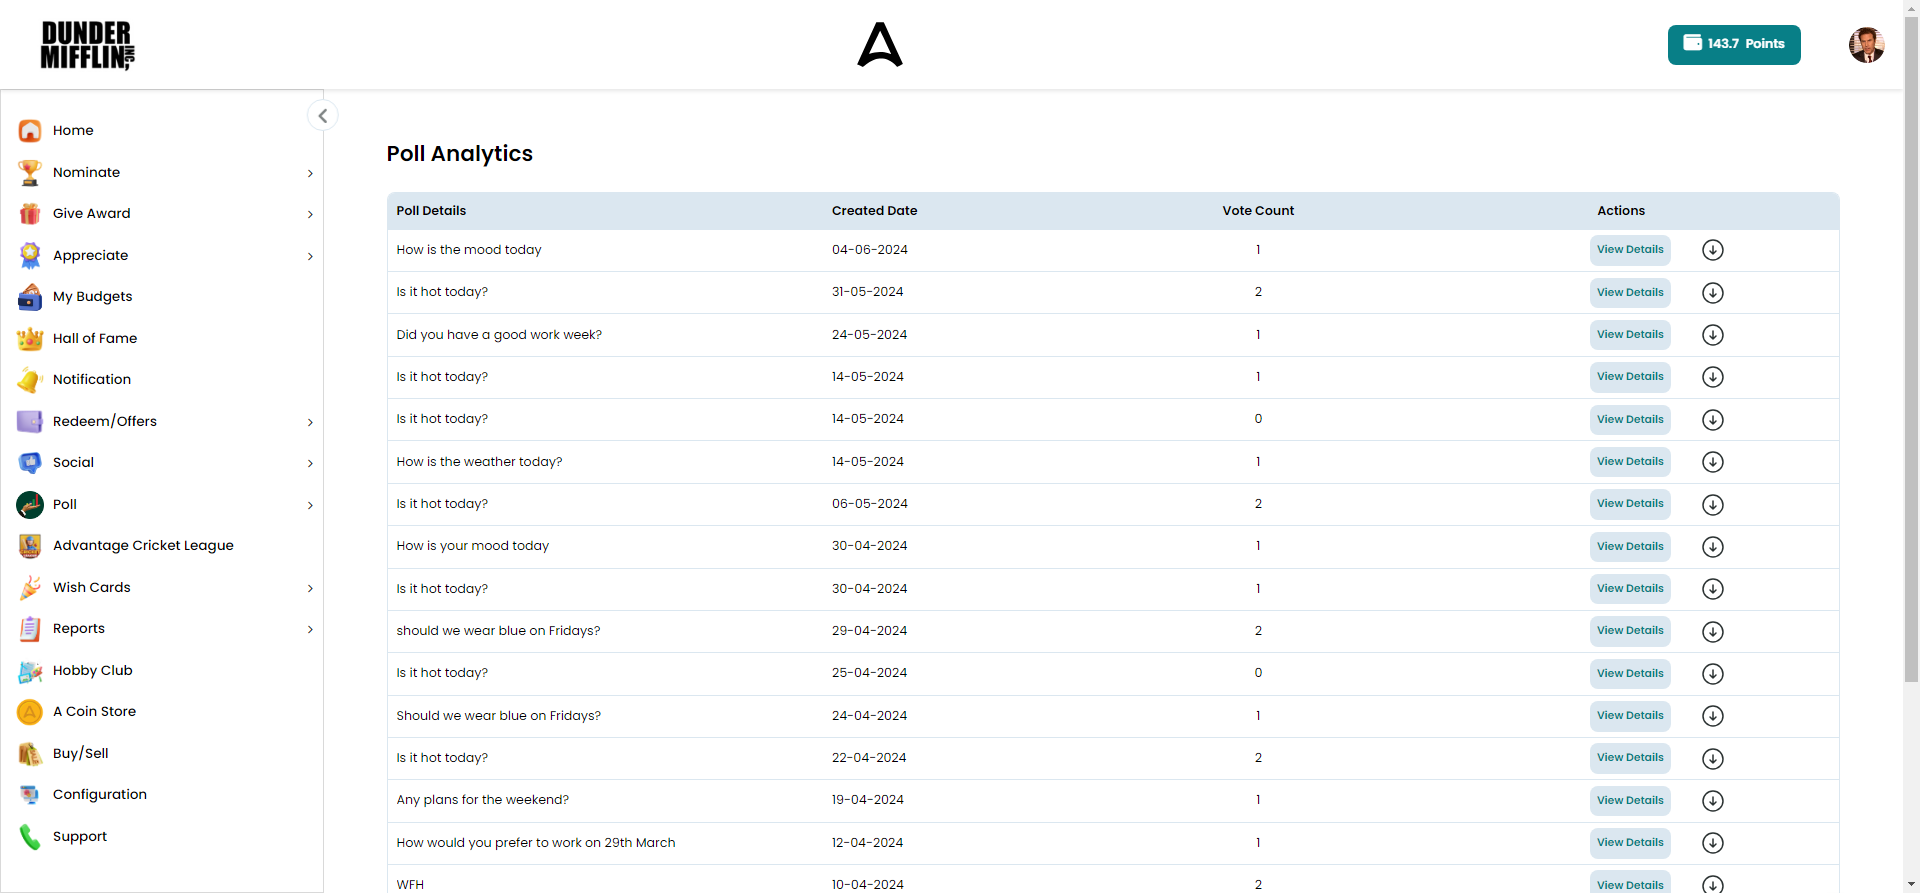 DUNDER
MIFFLIN, INC
143.7 Points
Home
Nominate
Give Award
Appreciate
My Budgets
Hall of Fame
Notification
Redeem/Offers
Social
Poll
Advantage Cricket League
Wish Cards
Reports
Hobby Club
A Coin Store
Buy/Sell
Configuration
Support
Poll Analytics
Poll Details Created Date Vote Count Actions
How is the mood today 04-06-2024 1 View Details
Is it hot today? 31-05-2024 2 View Details
Did you have a good work week? 24-05-2024 1 View Details
Is it hot today? 14-05-2024 1 View Details
Is it hot today? 14-05-2024 0 View Details
How is the weather today? 14-05-2024 1 View Details
Is it hot today? 06-05-2024 2 View Details
How is your mood today 30-04-2024 1 View Details
Is it hot today? 30-04-2024 1 View Details
should we wear blue on Fridays? 29-04-2024 2 View Details
Is it hot today? 25-04-2024 0 View Details
Should we wear blue on Fridays? 24-04-2024 1 View Details
Is it hot today? 22-04-2024 2 View Details
Any plans for the weekend? 19-04-2024 1 View Details
How would you prefer to work on 29th March 12-04-2024 1 View Details
WFH 10-04-2024 2 View Details